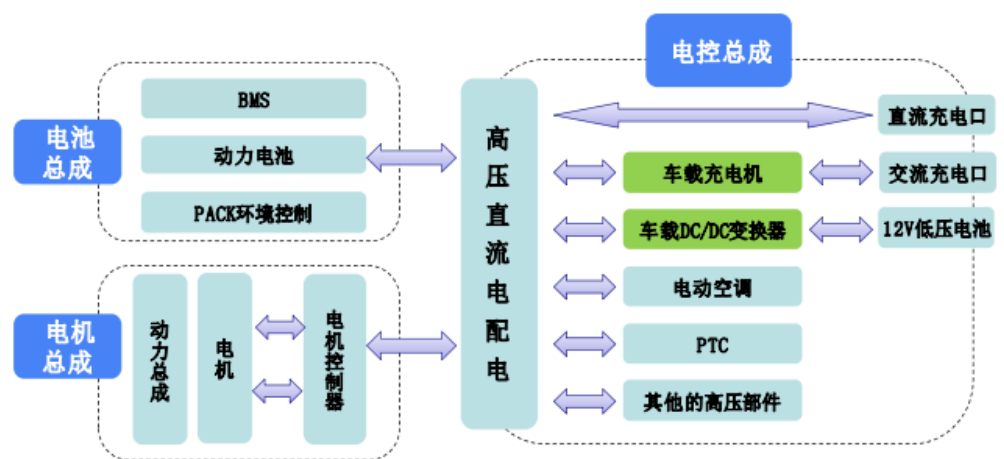 电控总成
电池
总成
BMS
动力电池
PACK环境控制
电机
总成
动力总成
电机
电机控制器
高压直流电配电
直流充电口
车载充电机
交流充电口
车载DC/DC变换器
12V低压电池
电动空调
PTC
其他的高压部件